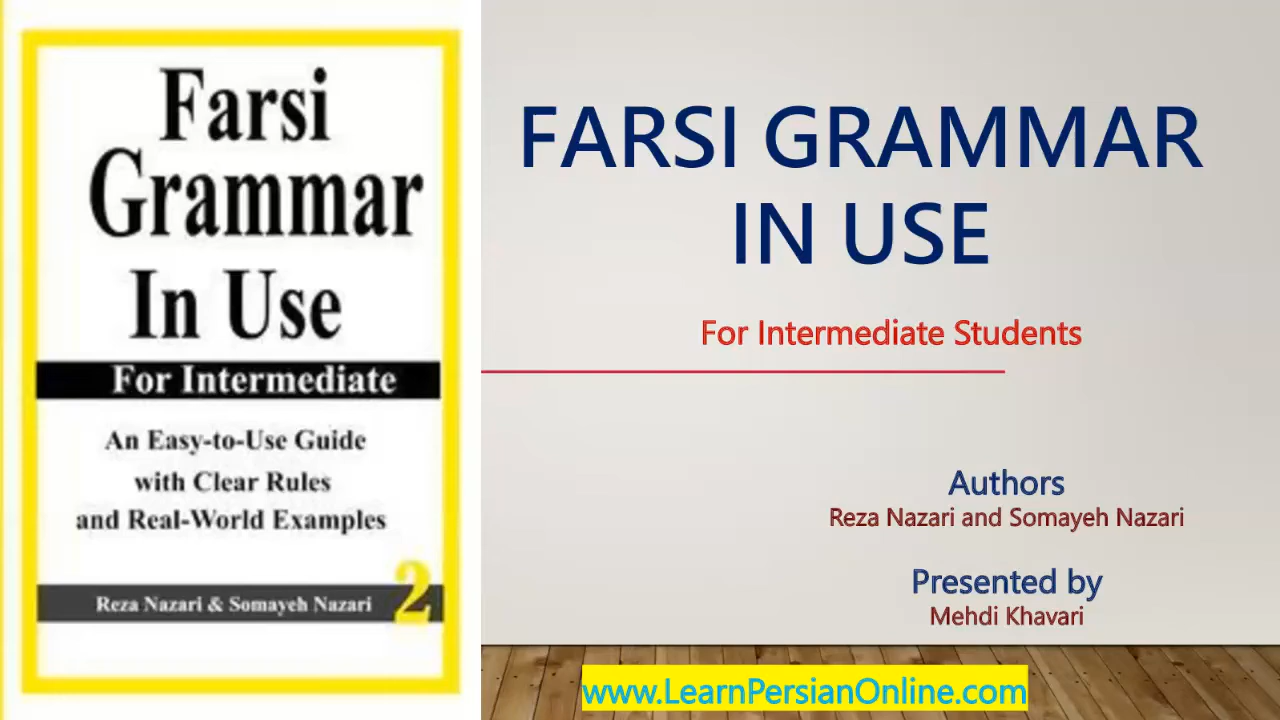 Farsi
Grammar
In Use
For Intermediate
An Easy-to-Use Guide
with Clear Rules
and Real-World Examples
Reza Nazari & Somayeh Nazari
2
FARSI GRAMMAR
IN USE
For Intermediate Students
Authors
Reza Nazari and Somayeh Nazari
Presented by
Mehdi Khavari
www.LearnPersianOnline.com